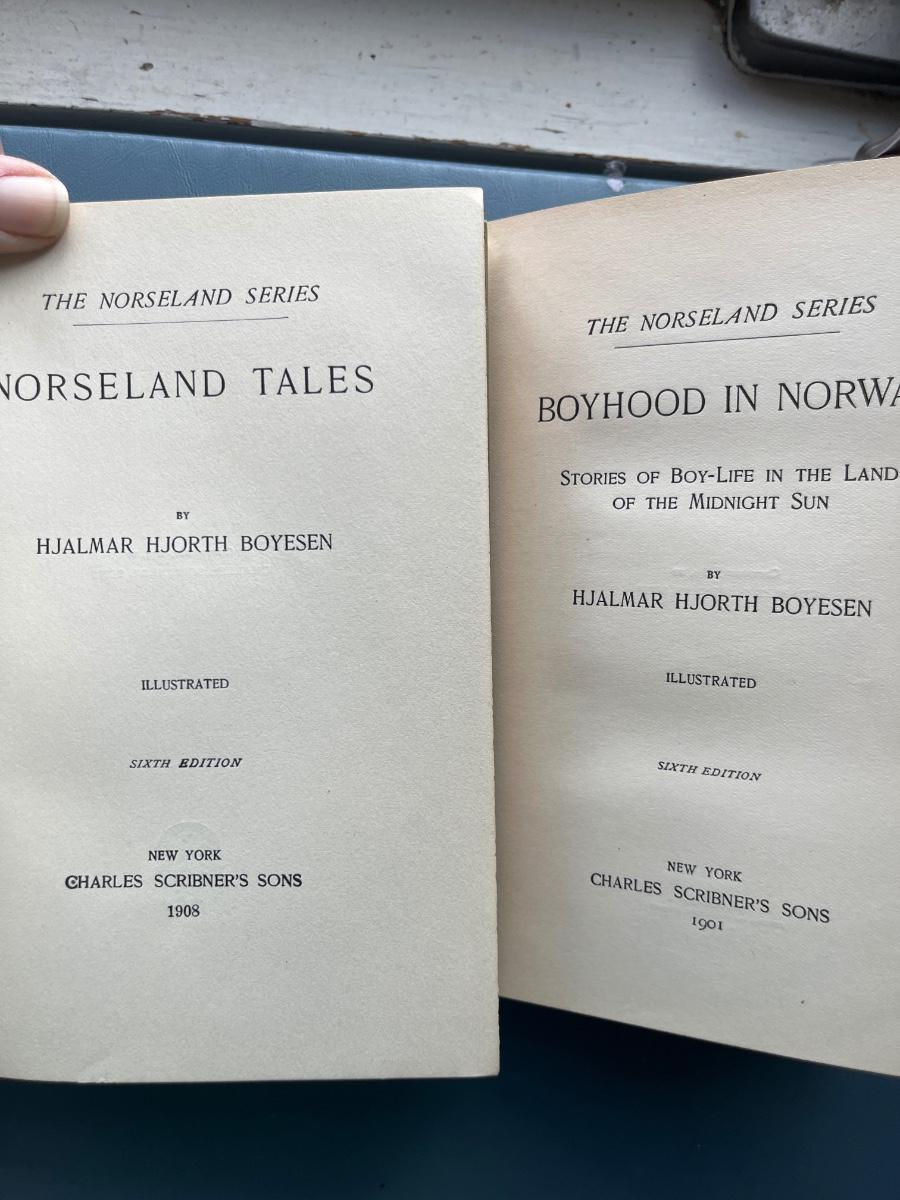 THE NORSELAND SERIES
NORSELAND TALES
BY
HJALMAR HJORTH BOYESEN
ILLUSTRATED
SIXTH EDITION
NEW YORK
CHARLES SCRIBNER'S SONS
1908
THE NORSELAND SERIES
BOYHOOD IN NORWA
STORIES OF BOY-LIFE IN THE LAND
OF THE MIDNIGHT SUN
BY
HJALMAR HJORTH BOYESEN
ILLUSTRATED
SIXTH EDITION
NEW YORK
CHARLES SCRIBNER'S SONS
1901